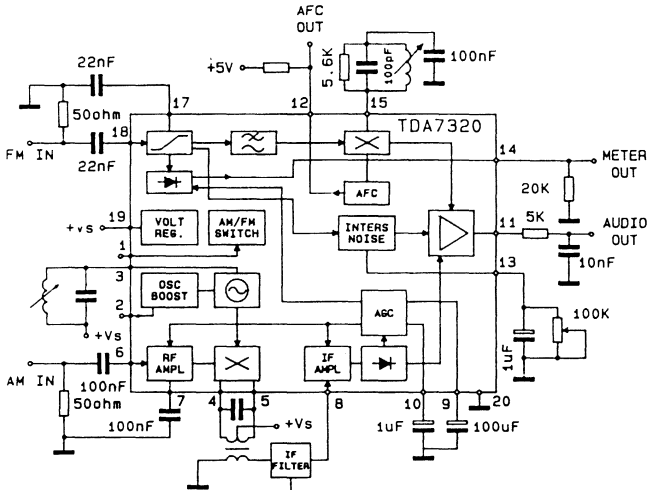 AFC
OUT
22nF
+5V
5.6K
100pF
100nF
50ohm
17
12
15
TDA7320
18
FM IN
22nF
14
METER
OUT
AFC
20K
19
+vs
VOLT
REG.
AM/FM
SWITCH
INTERS
NOISE
11
5K
AUDIO
OUT
1
3
13
10nF
2
OSC
BOOST
+Vs
AGC
100K
1uF
6
AM IN
100nF
RF
AMPL
IF
AMPL
50ohm
7
4
5
8
10
9
20
100nF
+Vs
1uF
100uF
IF
FILTER